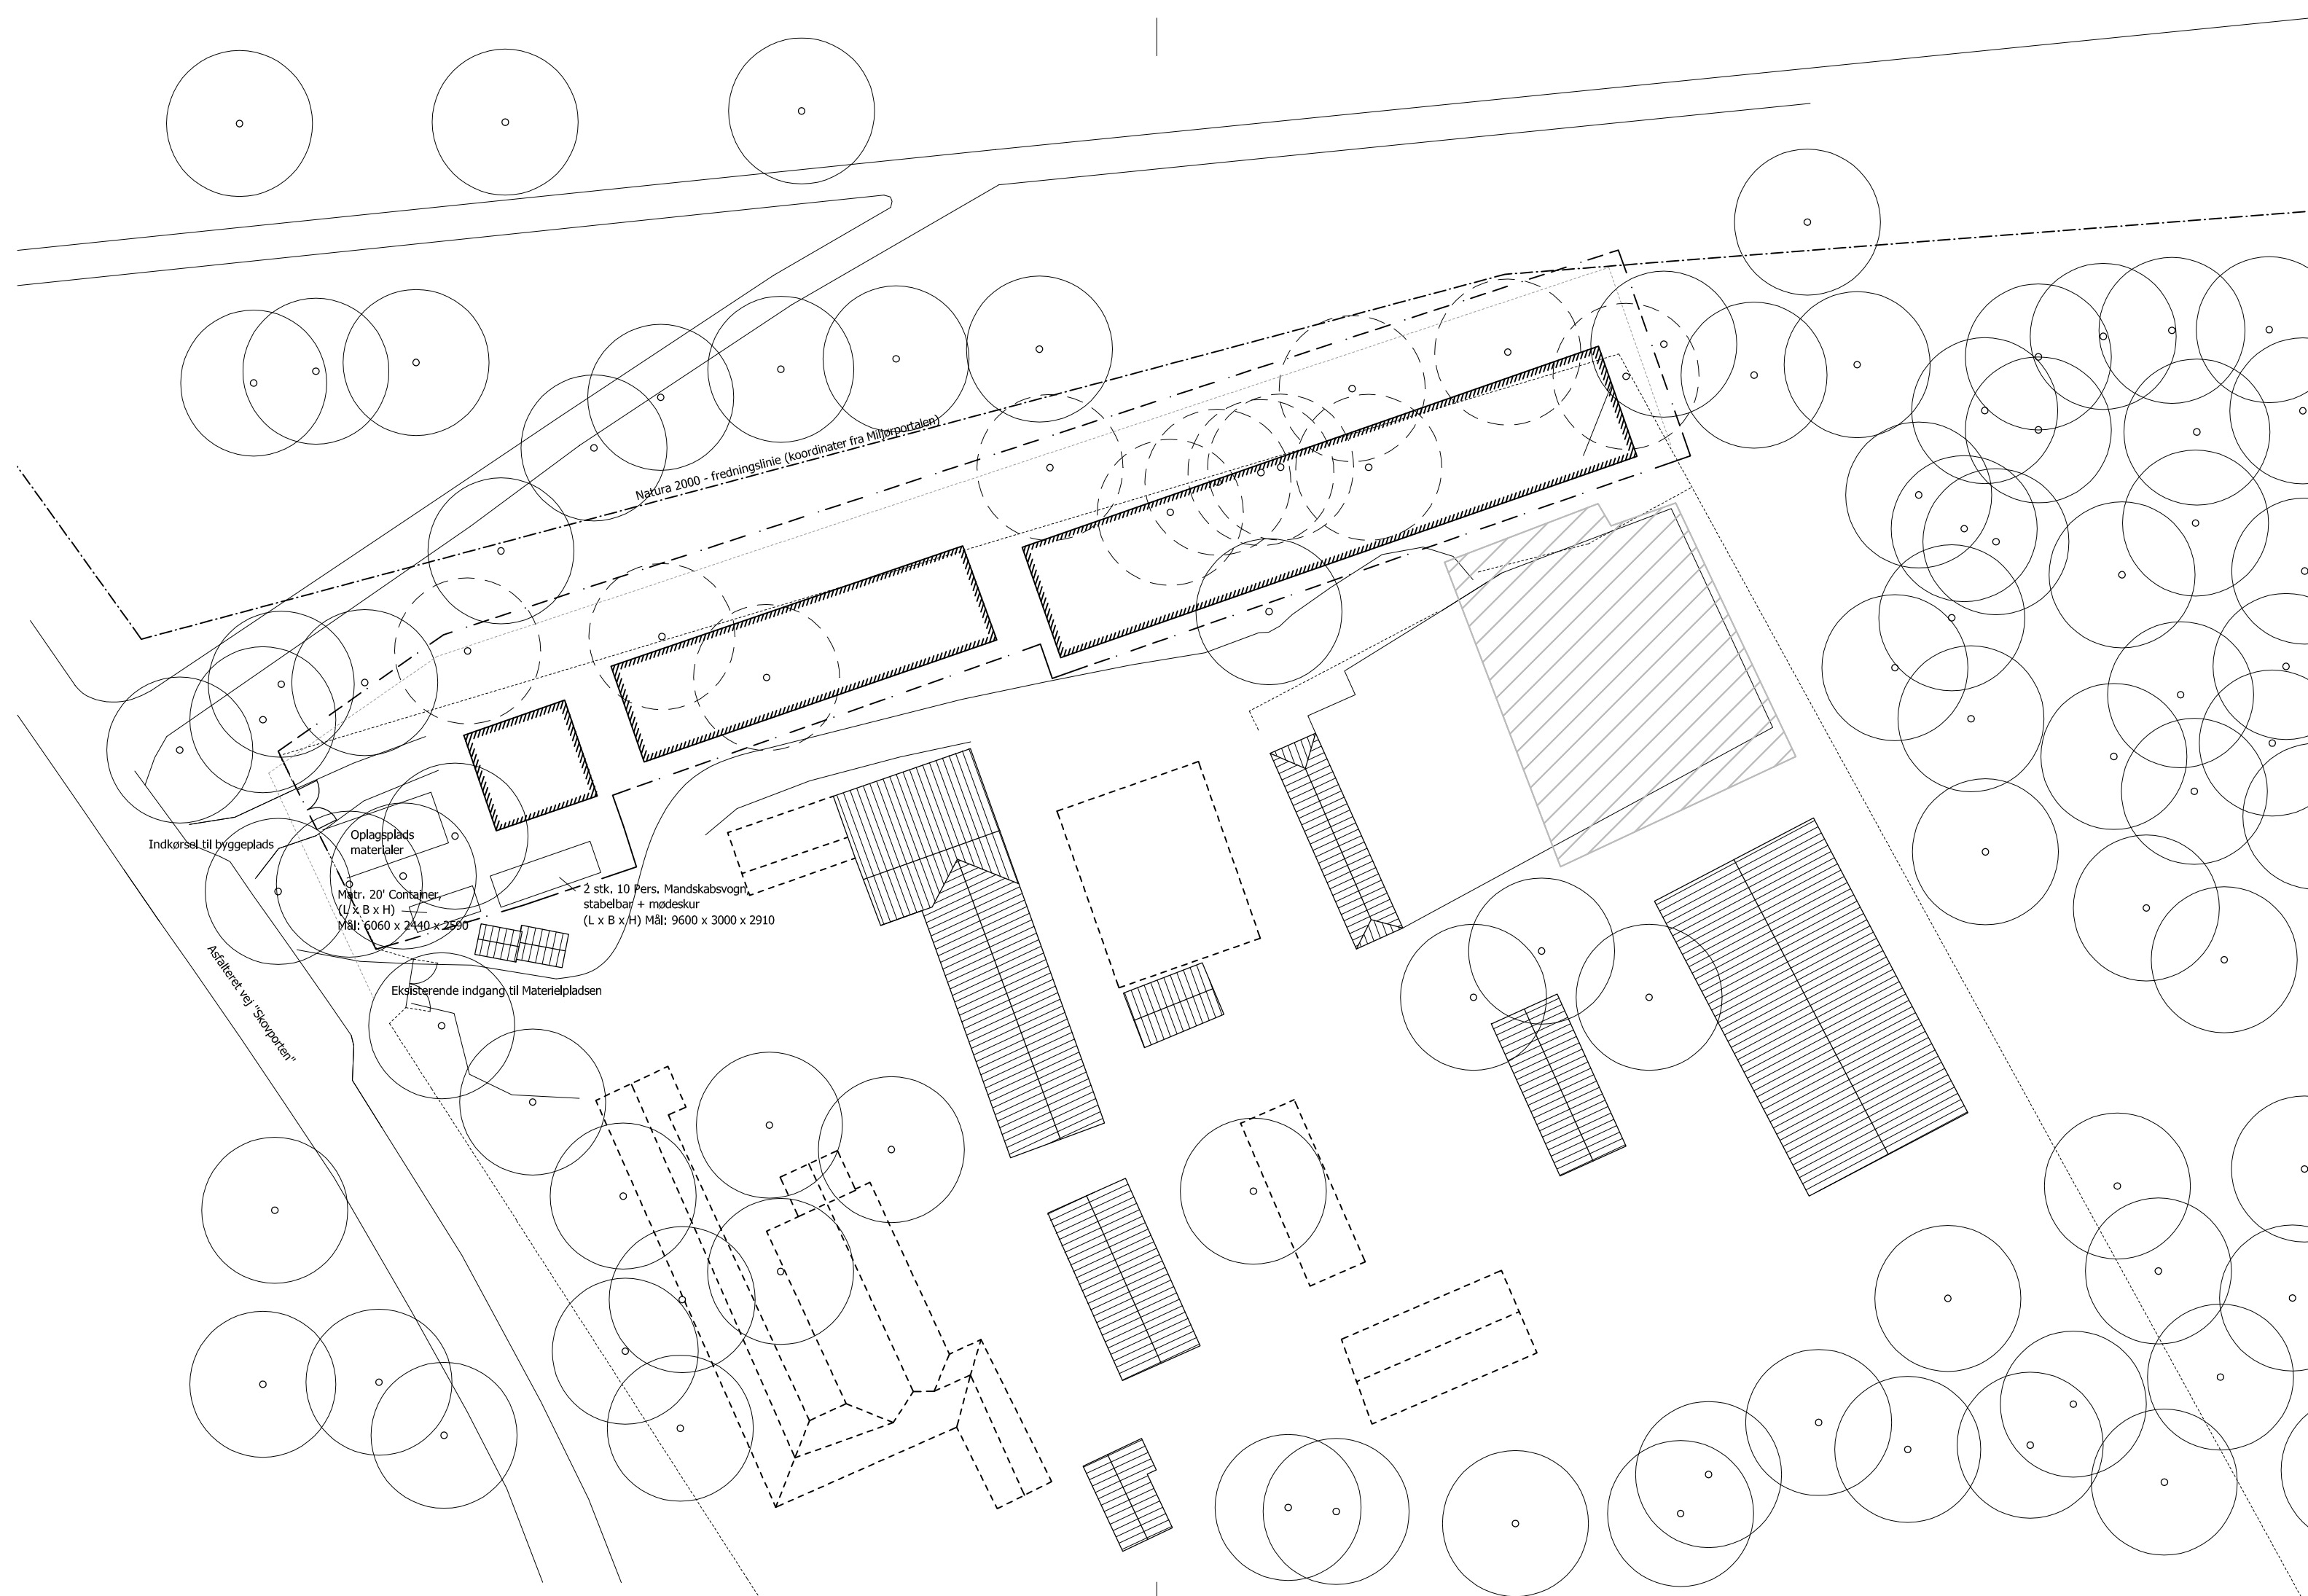 Natura 2000 - fredningslinie (koordinater fra Miljørportalen)
Indkørsel til byggeplads
Oplagsplads
materialer
Matr. 20' Container,
(L x B x H)
Mål: 6060 x 2440 x 2590
2 stk. 10 Pers. Mandskabsvogn,
stabelbar + mødeskur
(L x B x H) Mål: 9600 x 3000 x 2910
Eksisterende indgang til Materielpladsen
Asfalteret vej "Skovporten"